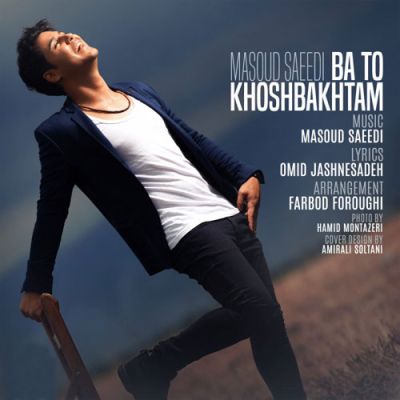 MASOUD SAEEDI BA TO
KHOSHBAKHTAM
MUSIC
MASOUD SAEEDI
LYRICS
OMID JASHNESADEH
ARRANGEMENT
FARBOD FOROUGHI
PHOTO BY
HAMID MONTAZERI
COVER DESIGN BY
AMIRALI SOLTANI